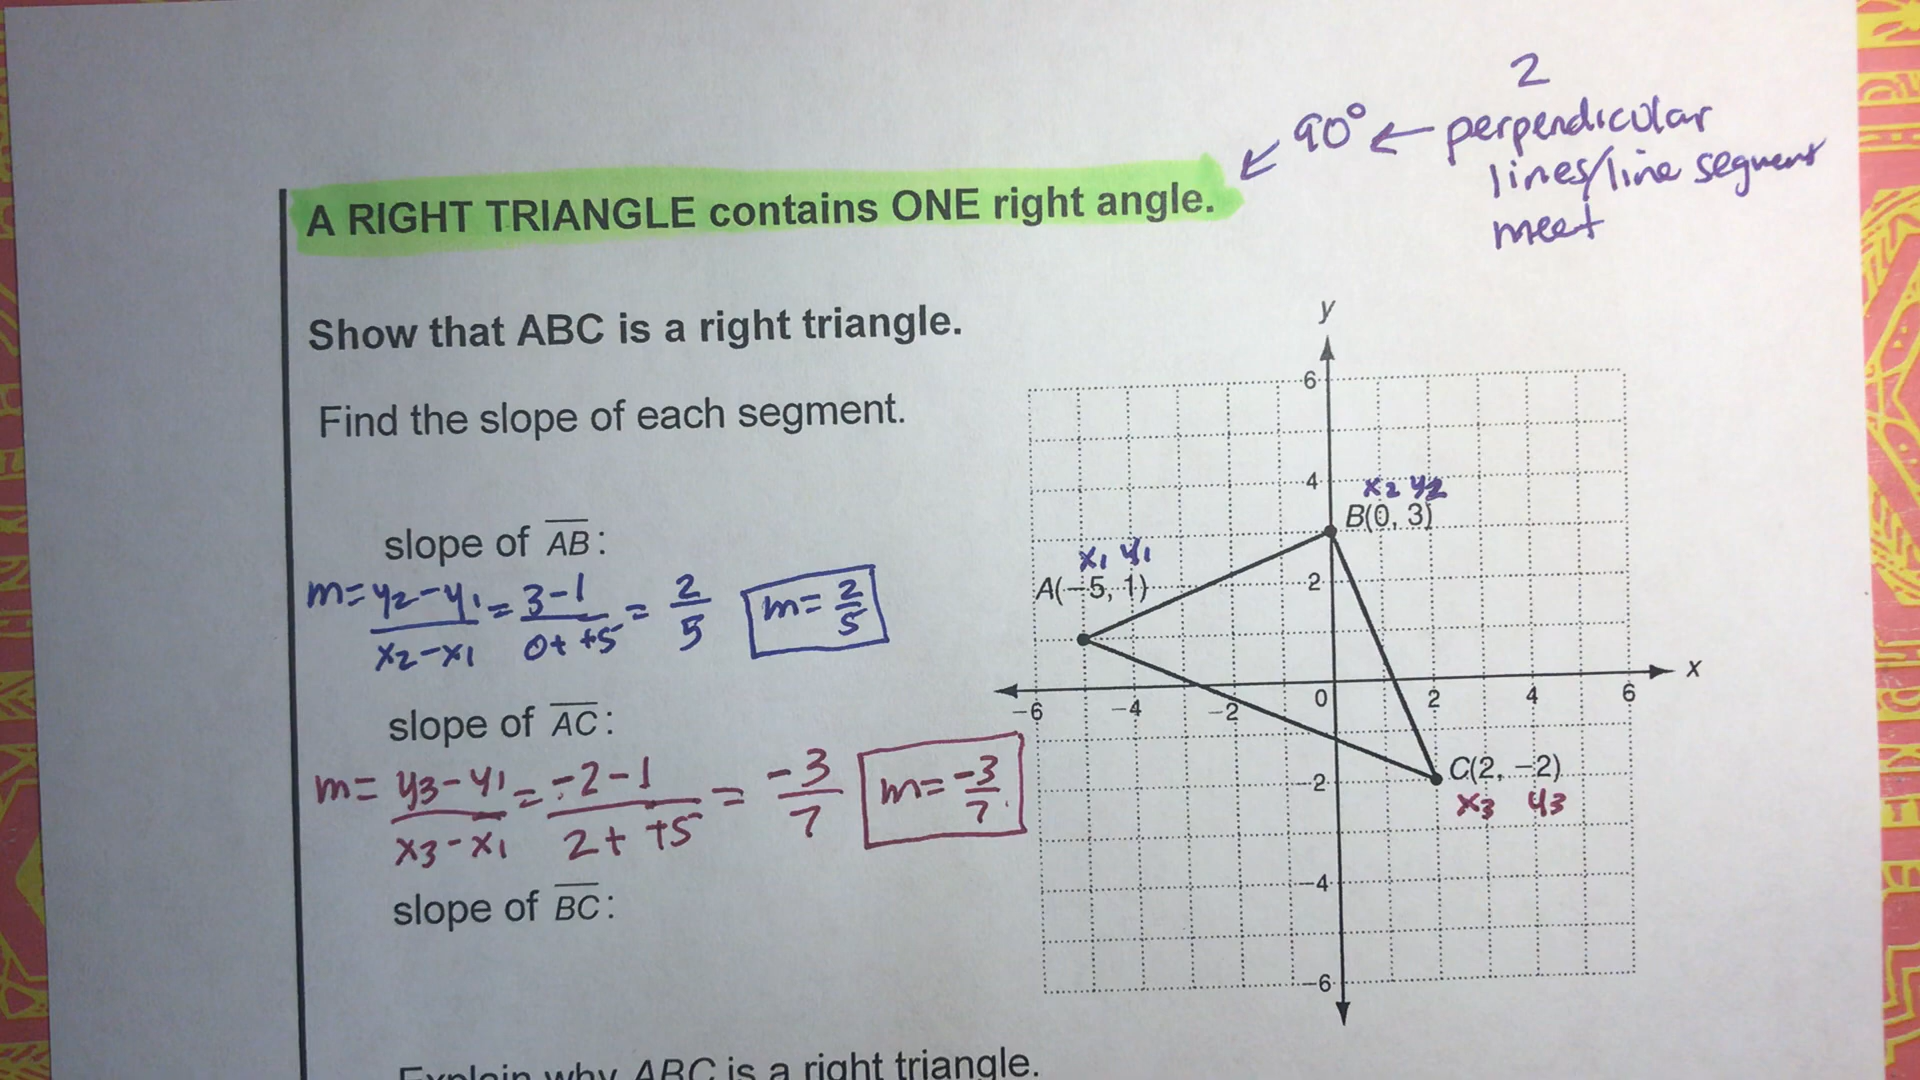 2
90° ← perpendicular
lines/line segment
meet
A RIGHT TRIANGLE contains ONE right angle.
Show that ABC is a right triangle.
Find the slope of each segment.
slope of AB:
m = y2-y1 / x2-x1 = 3-1 / 0++5 = 2/5 m = 2/5
slope of AC:
m = y3-y1 / x3-x1 = -2-1 / 2++5 = -3/7 m = -3/7
slope of BC:
y
6
4
x2 y2
B(0, 3)
x1 y1
A(−5, 1)
2
x
−6 −4 −2 0 2 4 6
−2
C(2, −2)
x3 y3
−4
−6
Explain why ABC is a right triangle.